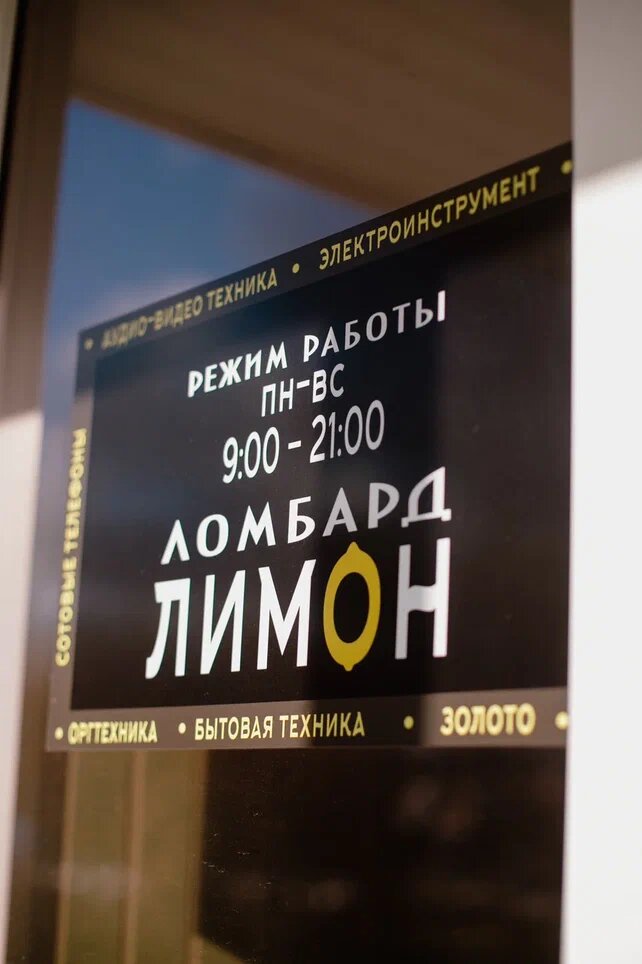 • АУДИО-ВИДЕО ТЕХНИКА • ЭЛЕКТРОИНСТРУМЕНТ •
РЕЖИМ РАБОТЫ
ПН-ВС
9:00 - 21:00
ЛОМБАРД
ЛИМОН
СОТОВЫЕ ТЕЛЕФОНЫ
• ОРГТЕХНИКА • БЫТОВАЯ ТЕХНИКА • ЗОЛОТО •